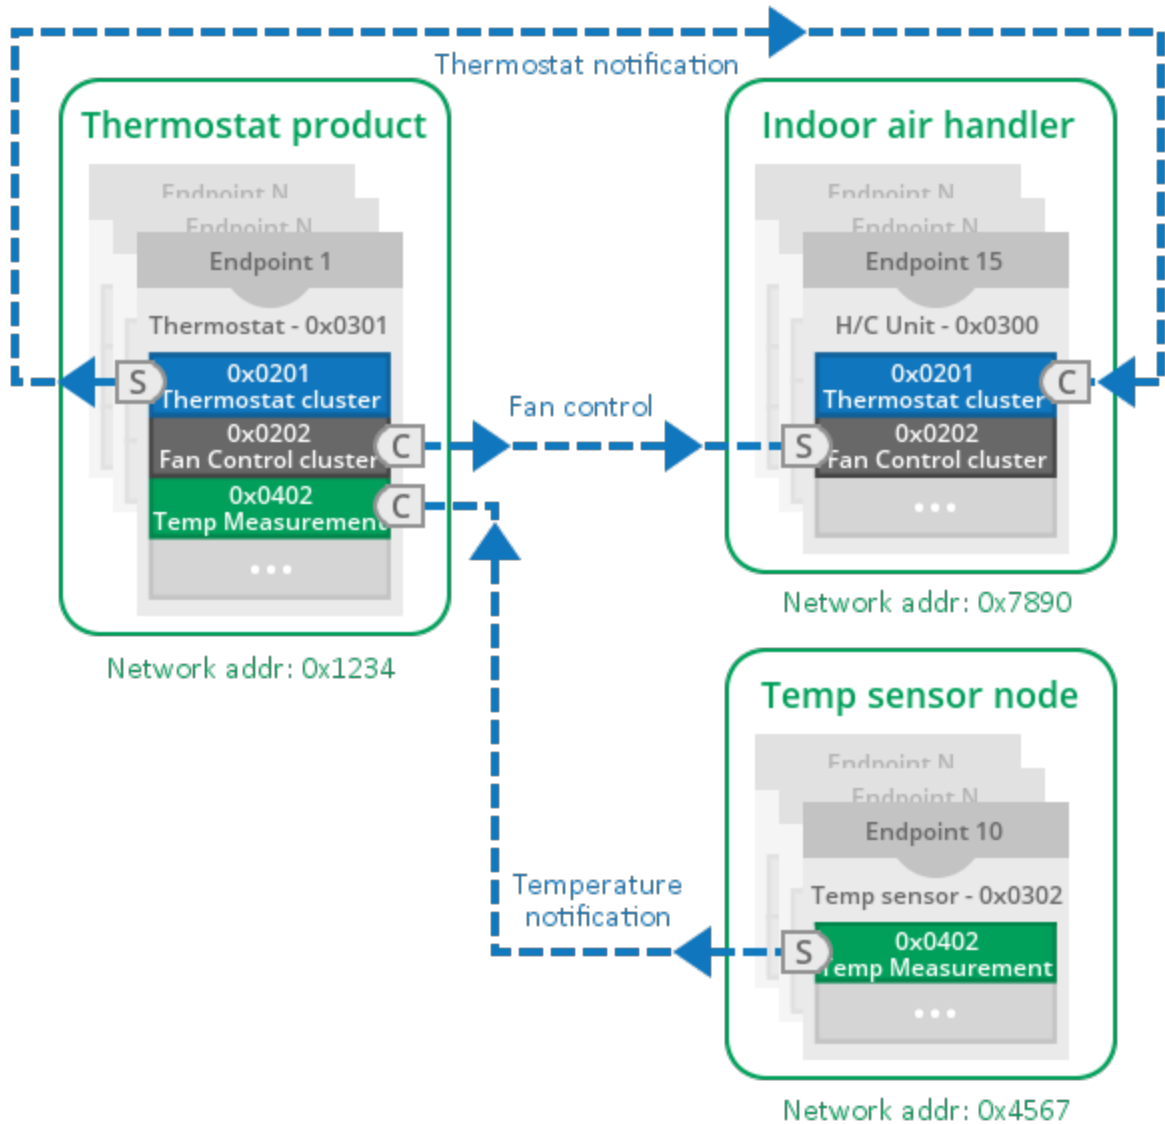 Thermostat notification
Thermostat product
Endpoint N
Endpoint N
Endpoint 1
Thermostat - 0x0301
S
0x0201
Thermostat cluster
0x0202
Fan Control cluster
C
0x0402
Temp Measurement
C
...
Network addr: 0x1234
Fan control
Indoor air handler
Endpoint N
Endpoint N
Endpoint 15
H/C Unit - 0x0300
0x0201
Thermostat cluster
C
S
0x0202
Fan Control cluster
...
Network addr: 0x7890
Temperature
notification
Temp sensor node
Endpoint N
Endpoint N
Endpoint 10
Temp sensor - 0x0302
S
0x0402
Temp Measurement
...
Network addr: 0x4567